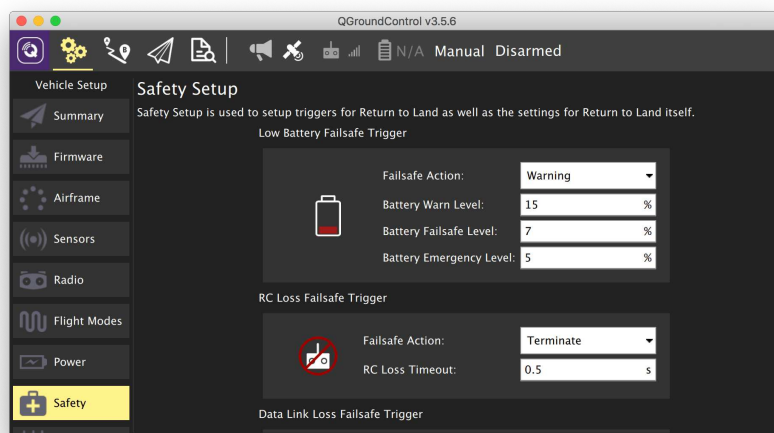 QGroundControl v3.5.6
N/A Manual Disarmed
Vehicle Setup
Summary
Firmware
Airframe
Sensors
Radio
Flight Modes
Power
Safety
Safety Setup
Safety Setup is used to setup triggers for Return to Land as well as the settings for Return to Land itself.
Low Battery Failsafe Trigger
Failsafe Action: Warning
Battery Warn Level: 15 %
Battery Failsafe Level: 7 %
Battery Emergency Level: 5 %
RC Loss Failsafe Trigger
Failsafe Action: Terminate
RC Loss Timeout: 0.5 s
Data Link Loss Failsafe Trigger